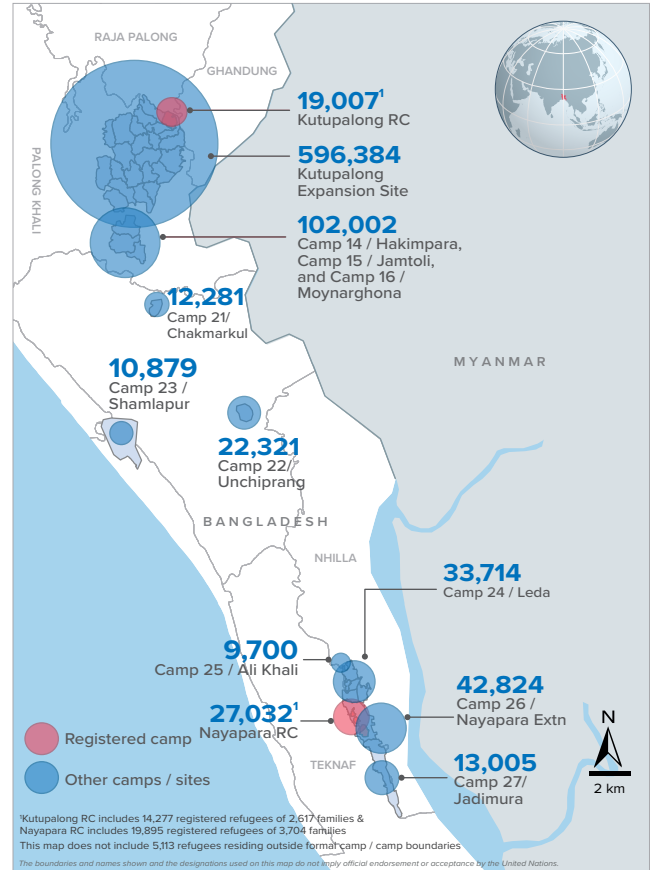 RAJA PALONG
GHANDUNG
19,007¹
Kutupalong RC
596,384
Kutupalong
Expansion Site
PALONG KHALI
102,002
Camp 14 / Hakimpara,
Camp 15 / Jamtoli,
and Camp 16 /
Moynarghona
12,281
Camp 21/
Chakmarkul
MYANMAR
10,879
Camp 23 /
Shamlapur
22,321
Camp 22/
Unchiprang
BANGLADESH
NHILLA
33,714
Camp 24 / Leda
9,700
Camp 25 / Ali Khali
42,824
Camp 26 /
Nayapara Extn
27,032¹
Nayapara RC
N
Registered camp
TEKNAF
13,005
Camp 27/
Jadimura
Other camps / sites
2 km
¹Kutupalong RC includes 14,277 registered refugees of 2,617 families &
Nayapara RC includes 19,895 registered refugees of 3,704 families
This map does not include 5,113 refugees residing outside formal camp / camp boundaries
The boundaries and names shown and the designations used on this map do not imply official endorsement or acceptance by the United Nations.